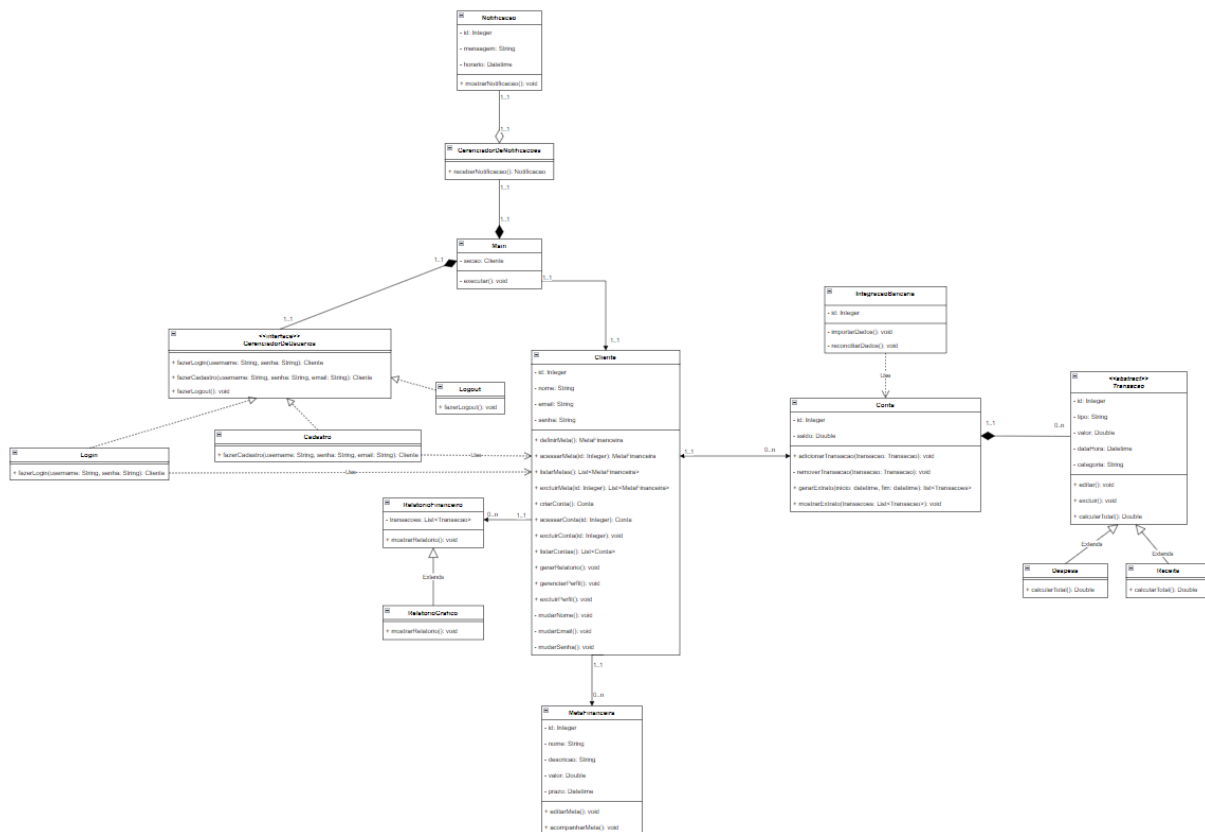 Notificacao
- id: Integer
- mensagem: String
- horario: Datetime
+ mostrarNotificacao(): void
1..1
1..1
GerenciadorDeNotificacoes
+ receberNotificacao(): Notificacao
1..1
1..1
Main
- secao: Cliente
- executar(): void
1..1
1..1
1..1
1..1
<<interface>>
GerenciadorDeUsuarios
+ fazerLogin(username: String, senha: String): Cliente
+ fazerCadastro(username: String, senha: String, email: String): Cliente
+ fazerLogout(): void
Logout
+ fazerLogout(): void
Cadastro
+ fazerCadastro(username: String, senha: String, email: String): Cliente
Use
Login
+ fazerLogin(username: String, senha: String): Cliente
Use
Cliente
- id: Integer
- nome: String
- email: String
- senha: String
+ definirMeta(): MetaFinanceira
+ acessarMeta(id: Integer): MetaFinanceira
+ listarMetas(): List<MetaFinanceira>
+ excluirMeta(id: Integer): List<MetaFinanceira>
+ criarConta(): Conta
+ acessarConta(id: Integer): Conta
+ excluirConta(id: Integer): void
+ listarContas(): List<Conta>
+ gerarRelatorio(): void
+ gerenciarPerfil(): void
+ excluirPerfil(): void
- mudarNome(): void
- mudarEmail(): void
- mudarSenha(): void
RelatorioFinanceiro
- transacoes: List<Transacao>
+ mostrarRelatorio(): void
0..n
1..1
Extends
RelatorioGrafico
+ mostrarRelatorio(): void
1..1
0..n
MetaFinanceira
- id: Integer
- nome: String
- descricao: String
- valor: Double
- prazo: Datetime
+ editarMeta(): void
+ acompanharMeta(): void
IntegracaoBancaria
- id: Integer
- importarDados(): void
- reconciliarDados(): void
Use
1..1
0..n
Conta
- id: Integer
- saldo: Double
+ adicionarTransacao(transacao: Transacao): void
- removerTransacao(transacao: Transacao): void
+ gerarExtrato(inicio: datetime, fim: datetime): list<Transacoes>
+ mostrarExtrato(transacoes: List<Transacao>): void
1..1
0..n
<<abstract>>
Transacao
- id: Integer
- tipo: String
- valor: Double
- dataHora: Datetime
- categoria: String
+ editar(): void
+ excluir(): void
+ calcularTotal(): Double
Extends
Extends
Despesa
+ calcularTotal(): Double
Receita
+ calcularTotal(): Double